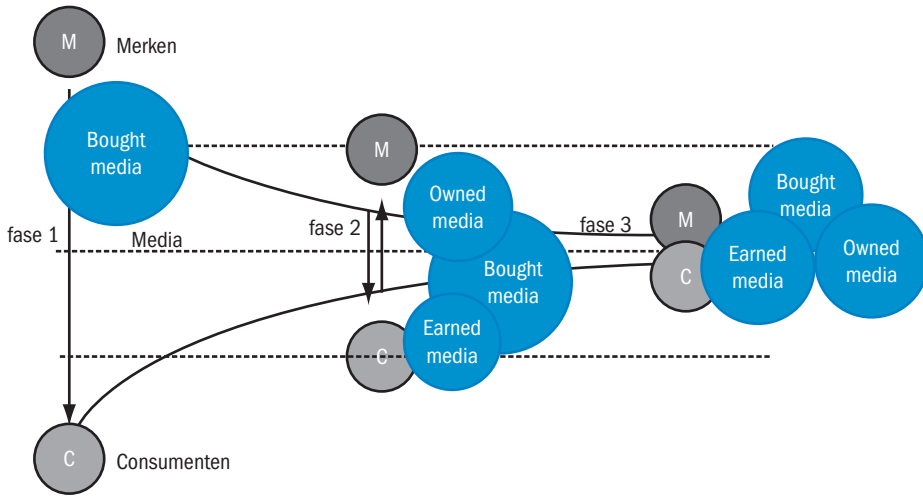 M
Merken
Bought
media
fase 1
Media
C
Consumenten
M
Owned
media
fase 2
Bought
media
Earned
media
C
fase 3
M
C
Bought
media
Earned
media
Owned
media